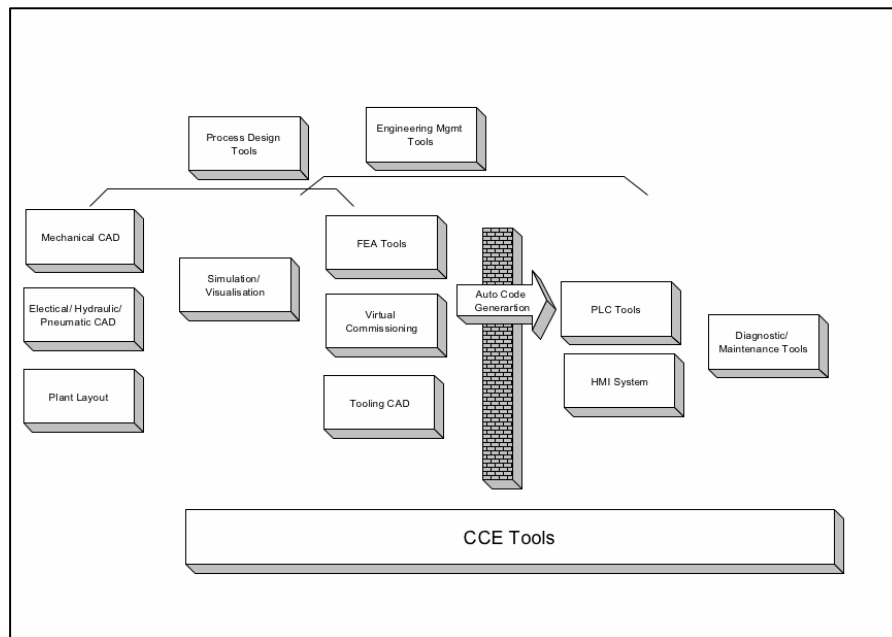 Process Design
Tools
Engineering Mgmt
Tools
Mechanical CAD
FEA Tools
Simulation/
Visualisation
Electical/ Hydraulic/
Pneumatic CAD
Virtual
Commissioning
Auto Code
Generartion
PLC Tools
Diagnostic/
Maintenance Tools
Plant Layout
Tooling CAD
HMI System
CCE Tools